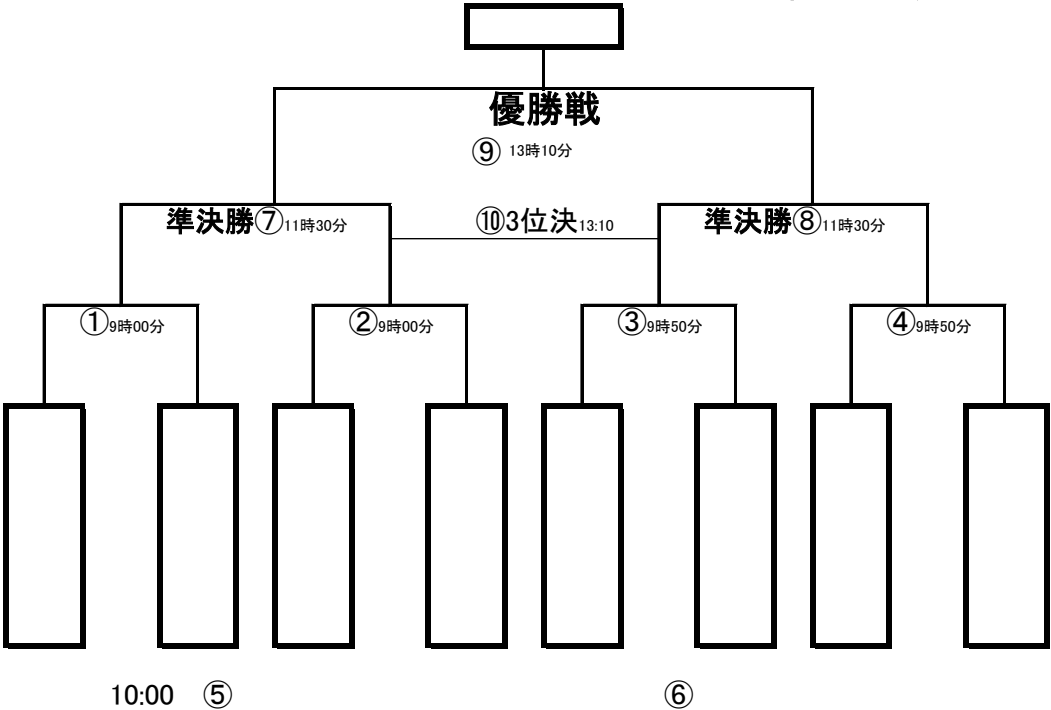 優勝戦
⑨ 13時10分
準決勝⑦11時30分
⑩3位決13:10
準決勝⑧11時30分
①9時00分
②9時00分
③9時50分
④9時50分
10:00 ⑤
⑥